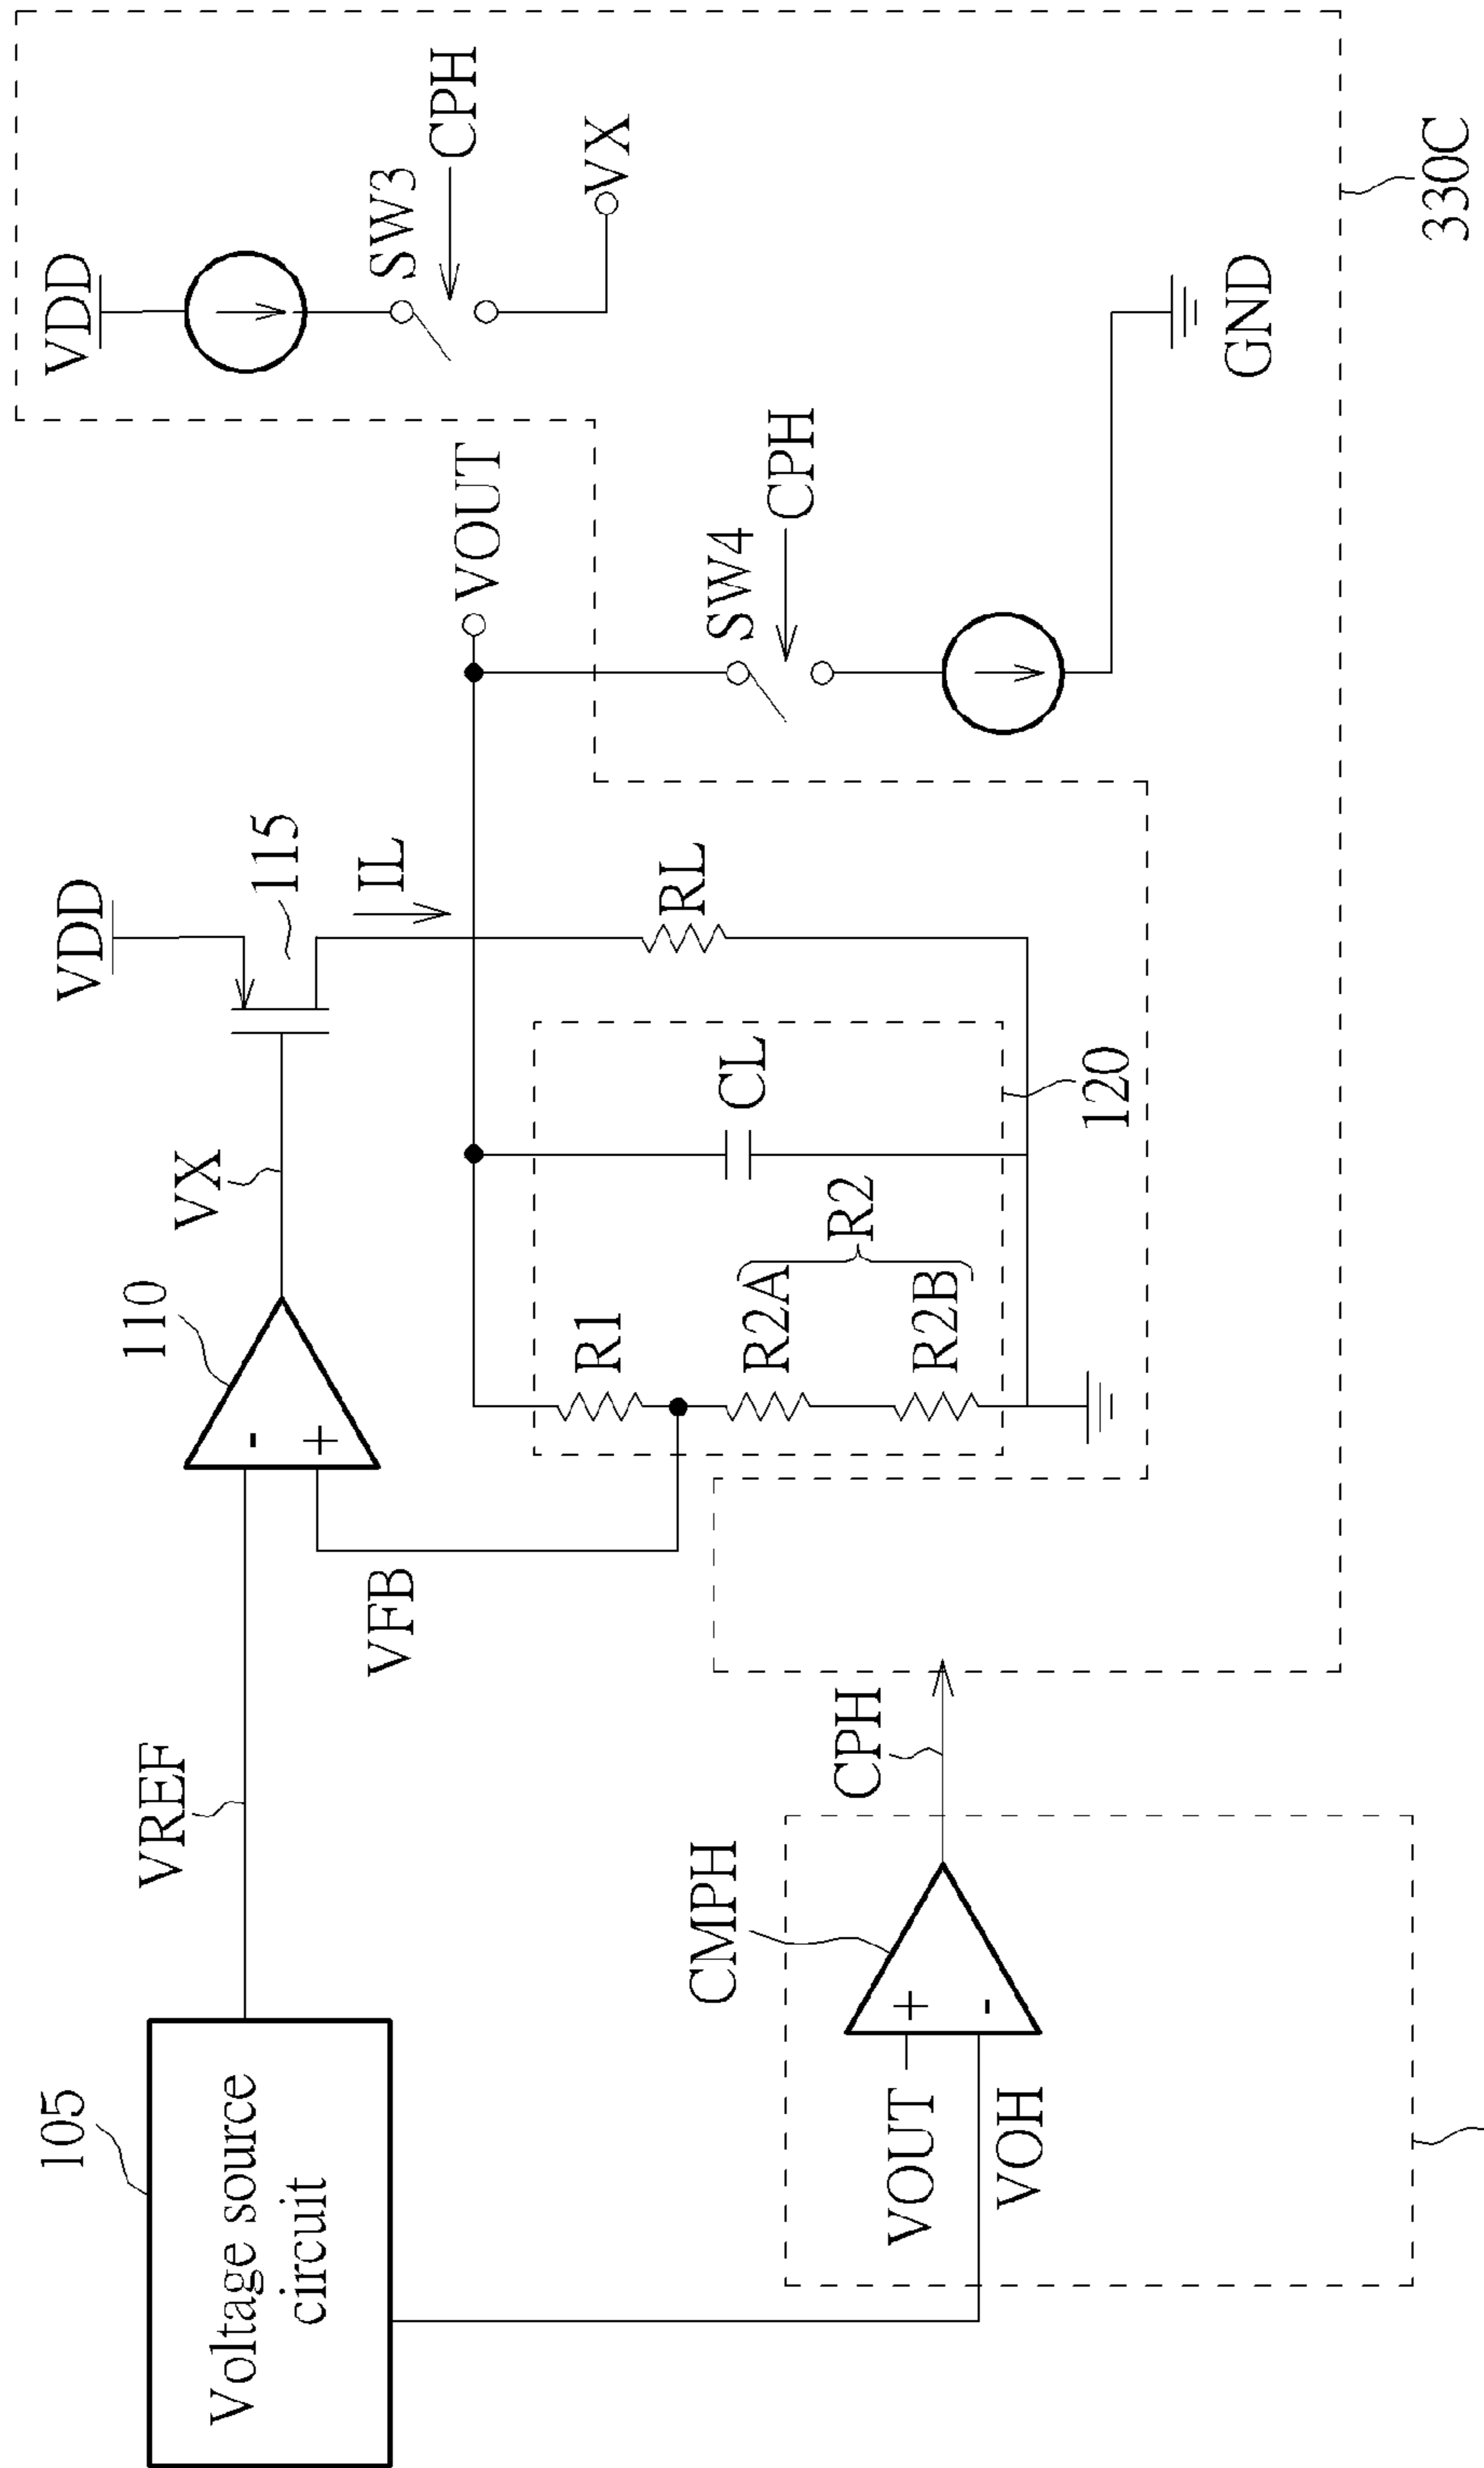 105
Voltage source
circuit
VREF
110
-
+
VX
VFB
VDD
115
IL
VOUT
R1
R2A
R2B
R2
CL
RL
120
VDD
SW3
CPH
VX
SW4
CPH
GND
330C
CMPH
VOUT
VOH
+
-
CPH